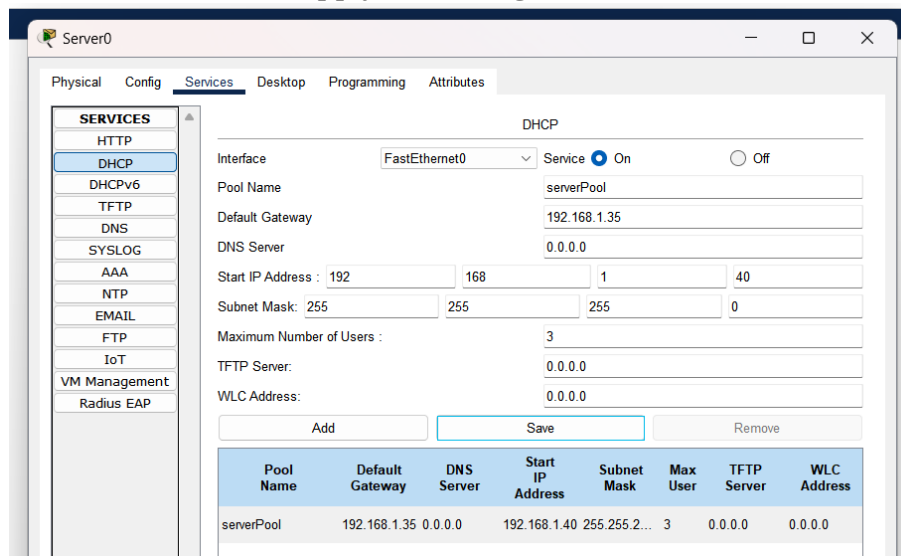 Server0
Physical Config Services Desktop Programming Attributes
SERVICES
HTTP
DHCP
DHCPv6
TFTP
DNS
SYSLOG
AAA
NTP
EMAIL
FTP
IoT
VM Management
Radius EAP
DHCP
Interface FastEthernet0 Service On Off
Pool Name serverPool
Default Gateway 192.168.1.35
DNS Server 0.0.0.0
Start IP Address : 192 168 1 40
Subnet Mask: 255 255 255 0
Maximum Number of Users : 3
TFTP Server: 0.0.0.0
WLC Address: 0.0.0.0
Add Save Remove
Pool Name Default Gateway DNS Server Start IP Address Subnet Mask Max User TFTP Server WLC Address
serverPool 192.168.1.35 0.0.0.0 192.168.1.40 255.255.2... 3 0.0.0.0 0.0.0.0